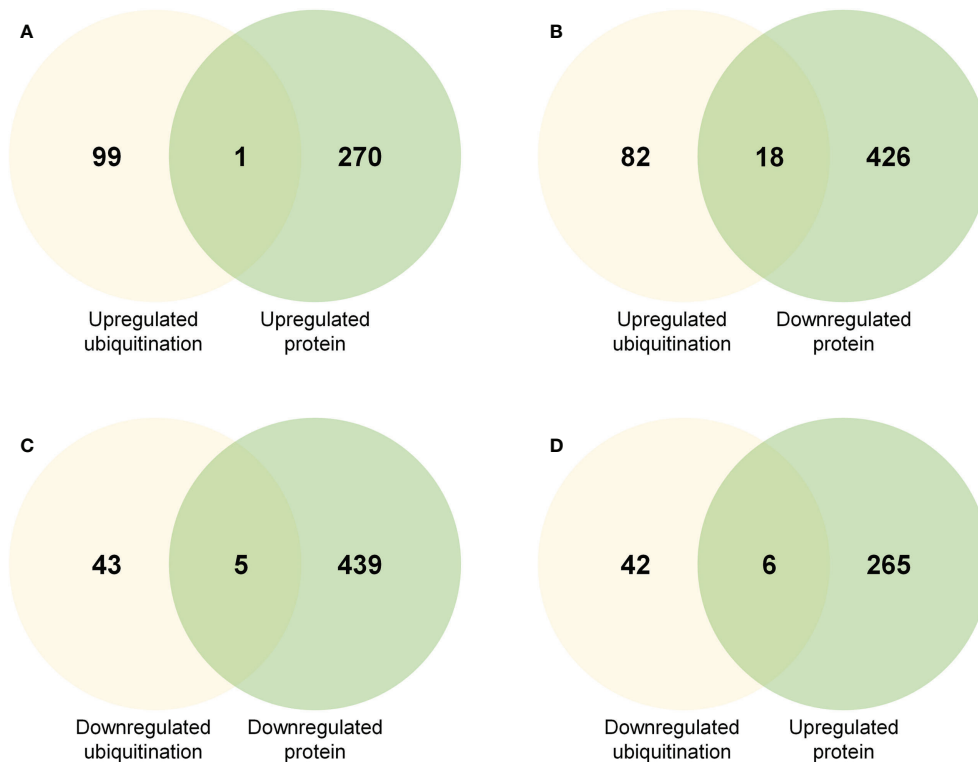 A
99
1
270
Upregulated
ubiquitination
Upregulated
protein
B
82
18
426
Upregulated
ubiquitination
Downregulated
protein
C
43
5
439
Downregulated
ubiquitination
Downregulated
protein
D
42
6
265
Downregulated
ubiquitination
Upregulated
protein